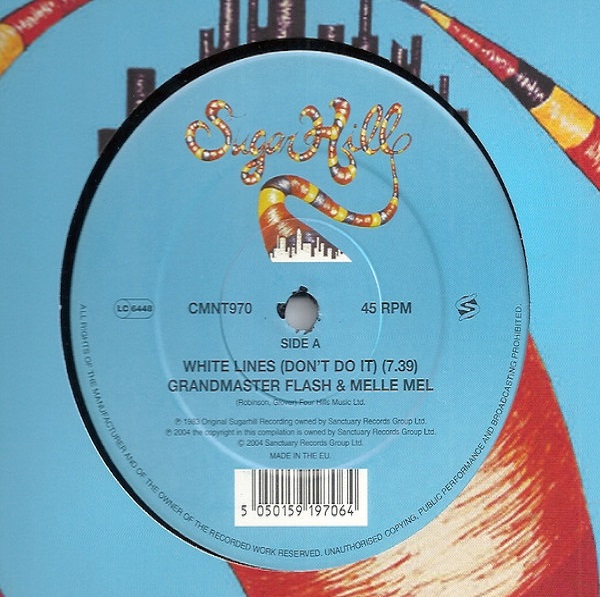 Sugar Hill
LC 6448
CMNT970
45 RPM
S
SIDE A
WHITE LINES (DON'T DO IT) (7.39)
GRANDMASTER FLASH & MELLE MEL
(Robinson, Glover) Four Hills Music Ltd.
℗ 1983 Original Sugarhill Recording owned by Sanctuary Records Group Ltd.
℗ 2004 the copyright in this compilation is owned by Sanctuary Records Group Ltd.
© 2004 Sanctuary Records Group Ltd.
MADE IN THE EU.
5 050159 197064
ALL RIGHTS OF THE MANUFACTURER AND OF THE OWNER OF THE RECORDED WORK RESERVED. UNAUTHORISED COPYING, PUBLIC PERFORMANCE AND BROADCASTING PROHIBITED.